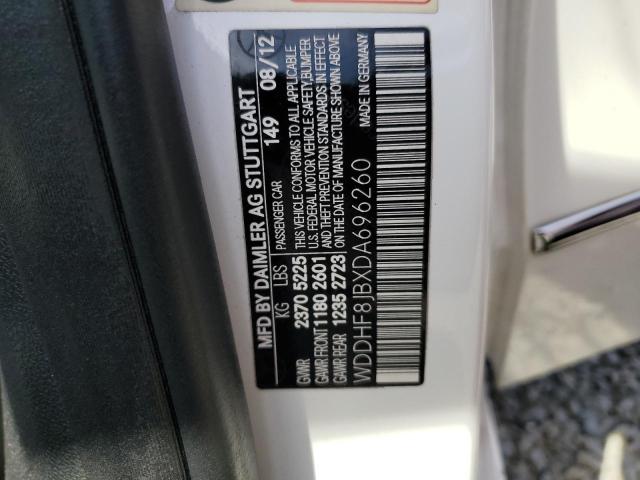 MFD BY DAIMLER AG STUTTGART
149 08/12
KG LBS PASSENGER CAR
GVWR 2370 5225 THIS VEHICLE CONFORMS TO ALL APPLICABLE
GAWR FRONT 1180 2601 U.S. FEDERAL MOTOR VEHICLE SAFETY, BUMPER
AND THEFT PREVENTION STANDARDS IN EFFECT
GAWR REAR 1235 2723 ON THE DATE OF MANUFACTURE SHOWN ABOVE
WDDHF8JBXDA696260 MADE IN GERMANY